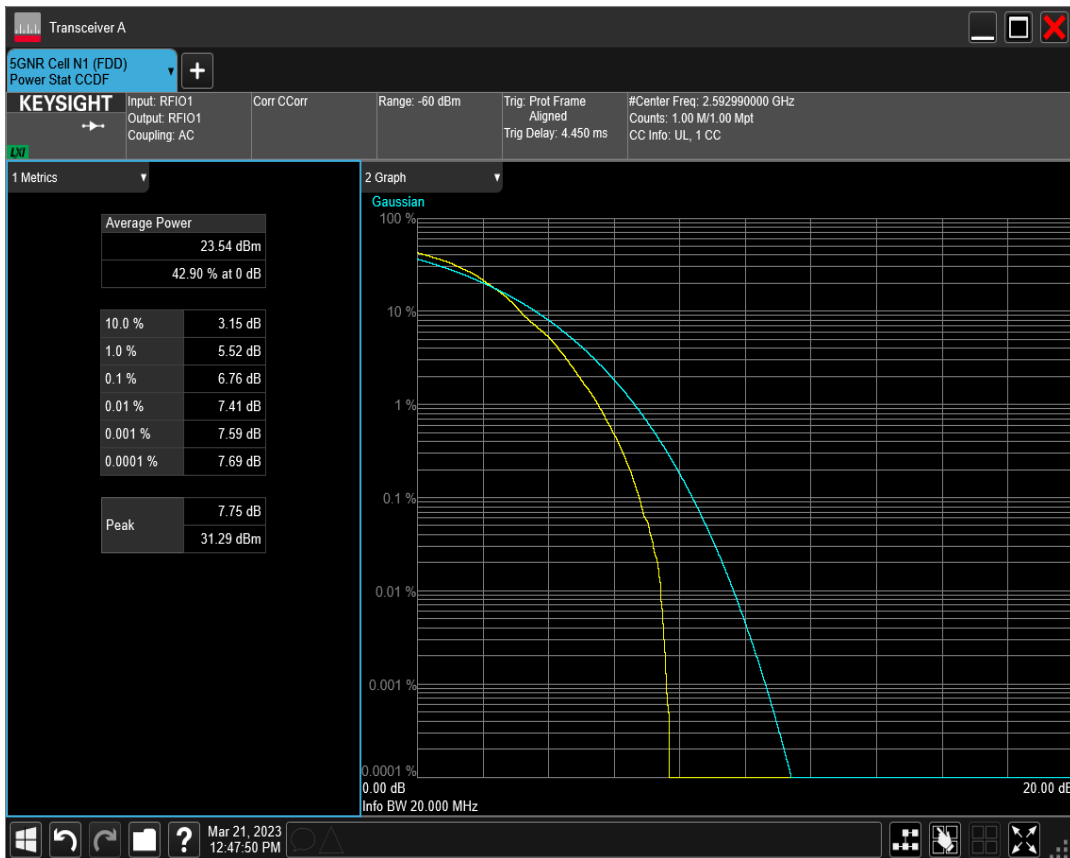 Transceiver A
5GNR Cell N1 (FDD)
Power Stat CCDF
KEYSIGHT
LXI
Input: RFIO1
Output: RFIO1
Coupling: AC
Corr CCorr
Range: -60 dBm
Trig: Prot Frame
Aligned
Trig Delay: 4.450 ms
#Center Freq: 2.592990000 GHz
Counts: 1.00 M/1.00 Mpt
CC Info: UL, 1 CC
1 Metrics
Average Power
23.54 dBm
42.90 % at 0 dB
10.0 % 3.15 dB
1.0 % 5.52 dB
0.1 % 6.76 dB
0.01 % 7.41 dB
0.001 % 7.59 dB
0.0001 % 7.69 dB
Peak
7.75 dB
31.29 dBm
2 Graph
Gaussian
100 %
10 %
1 %
0.1 %
0.01 %
0.001 %
0.0001 %
0.00 dB 20.00 dB
Info BW 20.000 MHz
Mar 21, 2023
12:47:50 PM